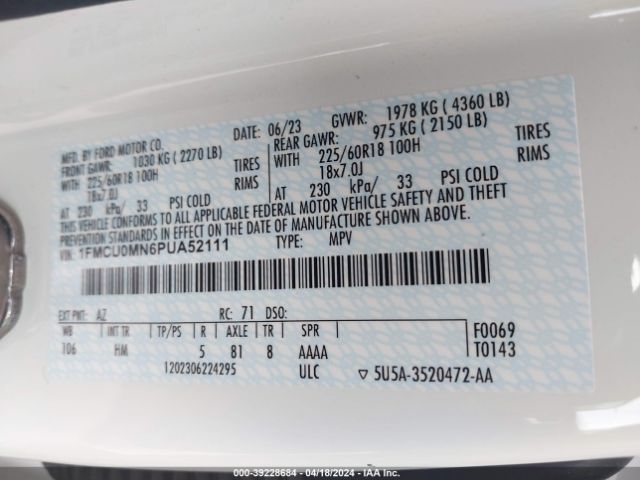 MFD. BY FORD MOTOR CO.
DATE: 06/23 GVWR: 1978 KG ( 4360 LB)
FRONT GAWR: 1030 KG ( 2270 LB) REAR GAWR: 975 KG ( 2150 LB)
WITH 225/60R18 100H TIRES WITH 225/60R18 100H TIRES
18x7.0J RIMS 18x7.0J RIMS
AT 230 kPa/ 33 PSI COLD AT 230 kPa/ 33 PSI COLD
THIS VEHICLE CONFORMS TO ALL APPLICABLE FEDERAL MOTOR VEHICLE SAFETY AND THEFT
PREVENTION STANDARDS IN EFFECT ON THE DATE OF MANUFACTURE SHOWN ABOVE.
VIN: 1FMCU0MN6PUA52111 TYPE: MPV
EXT PNT: AZ RC: 71 DSO:
WB INT TR TP/PS R AXLE TR SPR F0069
106 HM 5 81 8 AAAA T0143
1202306224295 ULC ▽ 5U5A-3520472-AA
000-39228684 - 04/18/2024 - IAAI.COM